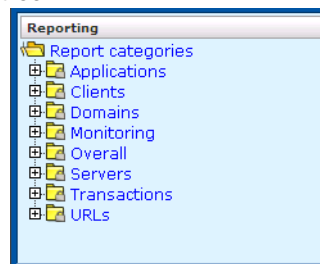 Reporting
Report categories
Applications
Clients
Domains
Monitoring
Overall
Servers
Transactions
URLs